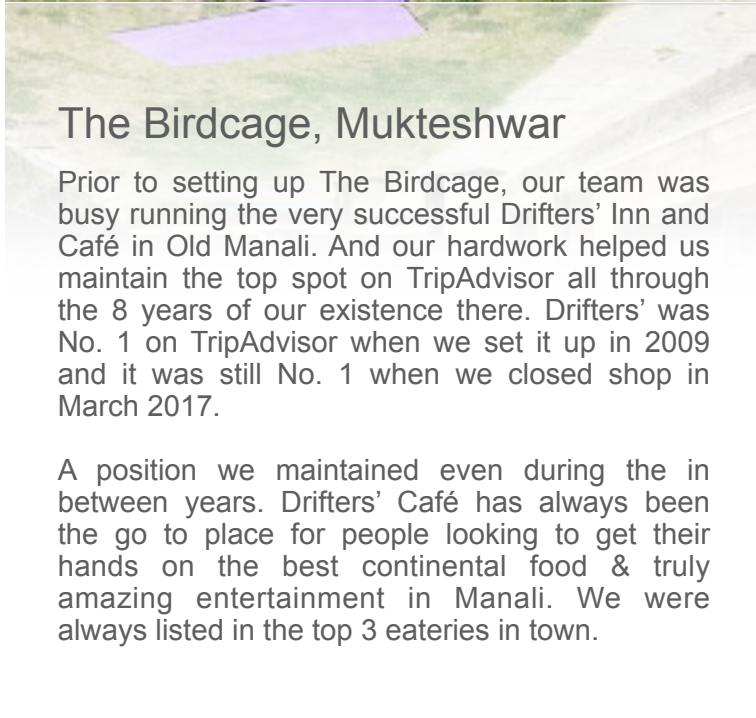 The Birdcage, Mukteshwar
Prior to setting up The Birdcage, our team was
busy running the very successful Drifters’ Inn and
Café in Old Manali. And our hardwork helped us
maintain the top spot on TripAdvisor all through
the 8 years of our existence there. Drifters’ was
No. 1 on TripAdvisor when we set it up in 2009
and it was still No. 1 when we closed shop in
March 2017.
A position we maintained even during the in
between years. Drifters’ Café has always been
the go to place for people looking to get their
hands on the best continental food & truly
amazing entertainment in Manali. We were
always listed in the top 3 eateries in town.